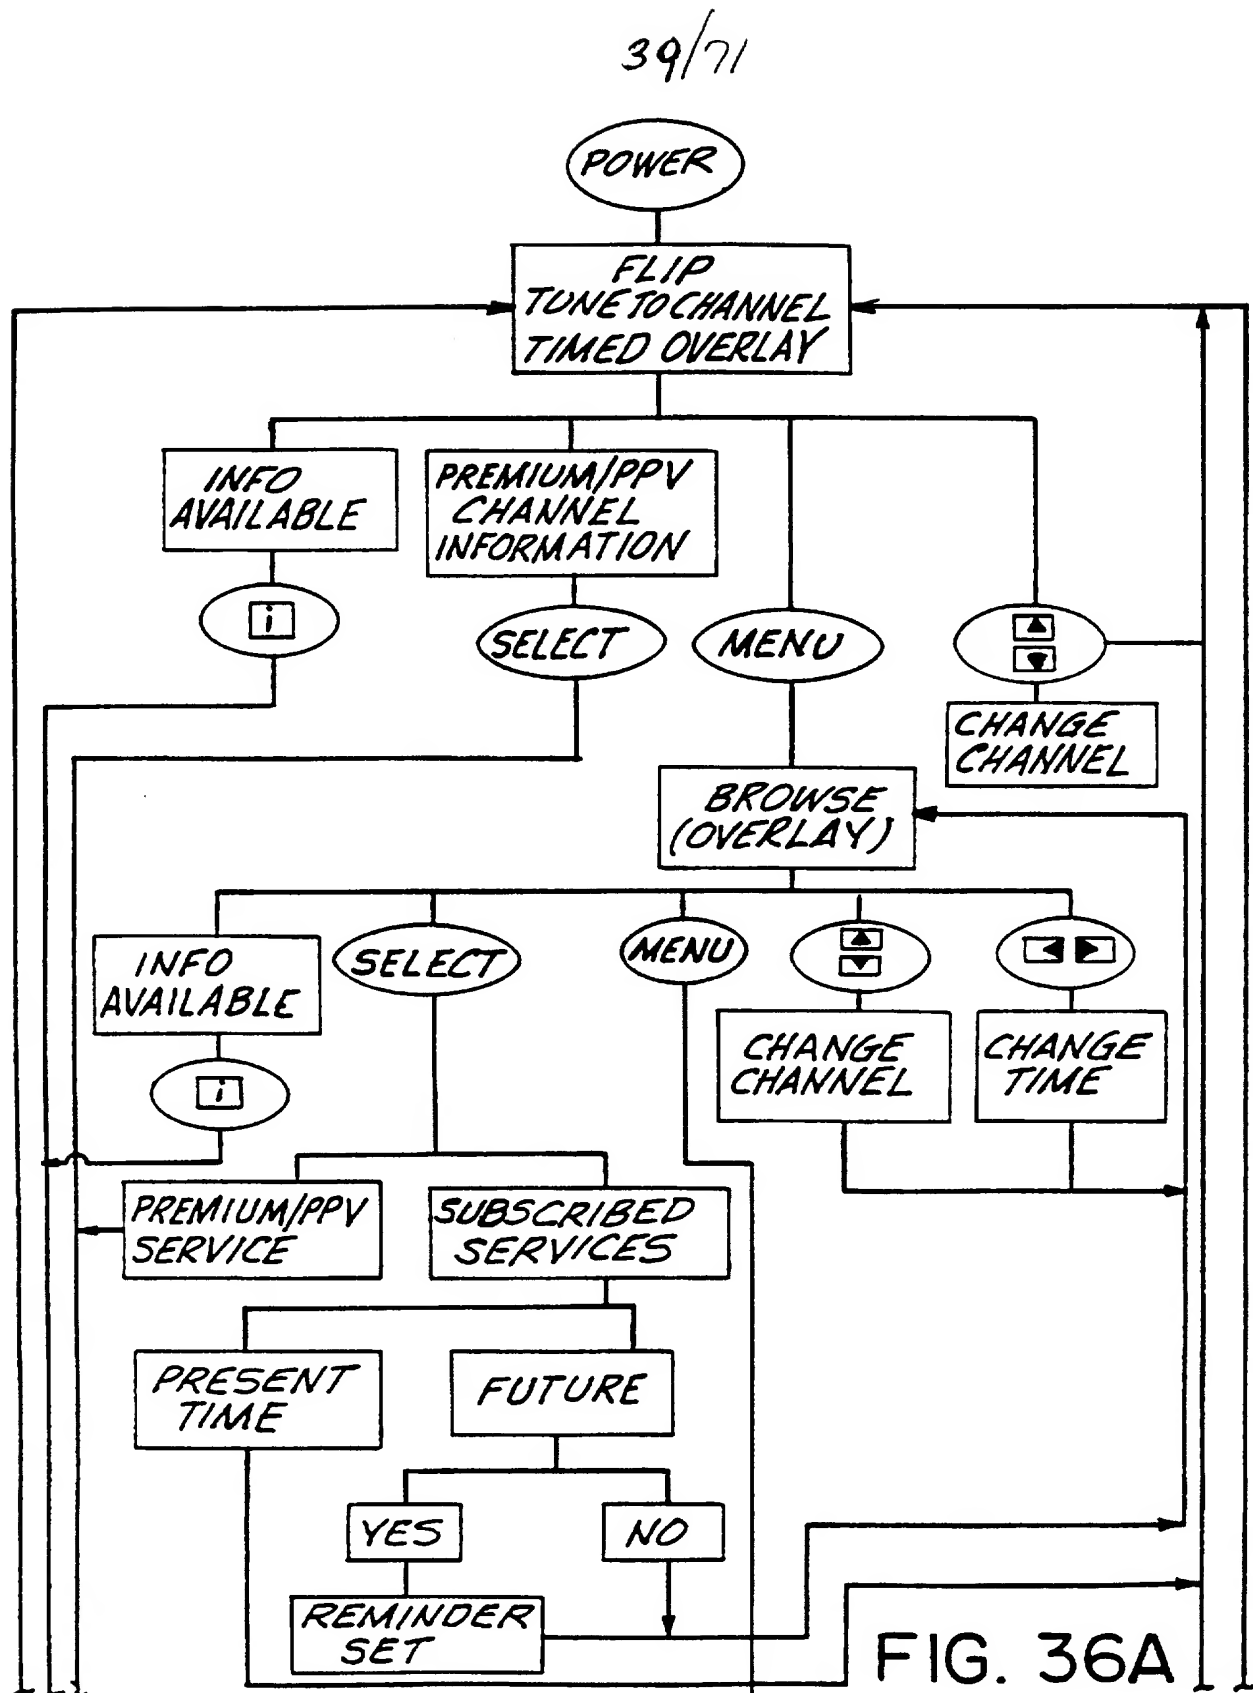 39/71
POWER
FLIP
TUNE TO CHANNEL
TIMED OVERLAY
INFO
AVAILABLE
i
PREMIUM/PPV
CHANNEL
INFORMATION
SELECT
MENU
CHANGE
CHANNEL
BROWSE
(OVERLAY)
INFO
AVAILABLE
i
SELECT
MENU
CHANGE
CHANNEL
CHANGE
TIME
PREMIUM/PPV
SERVICE
SUBSCRIBED
SERVICES
PRESENT
TIME
FUTURE
YES
NO
REMINDER
SET
FIG. 36A